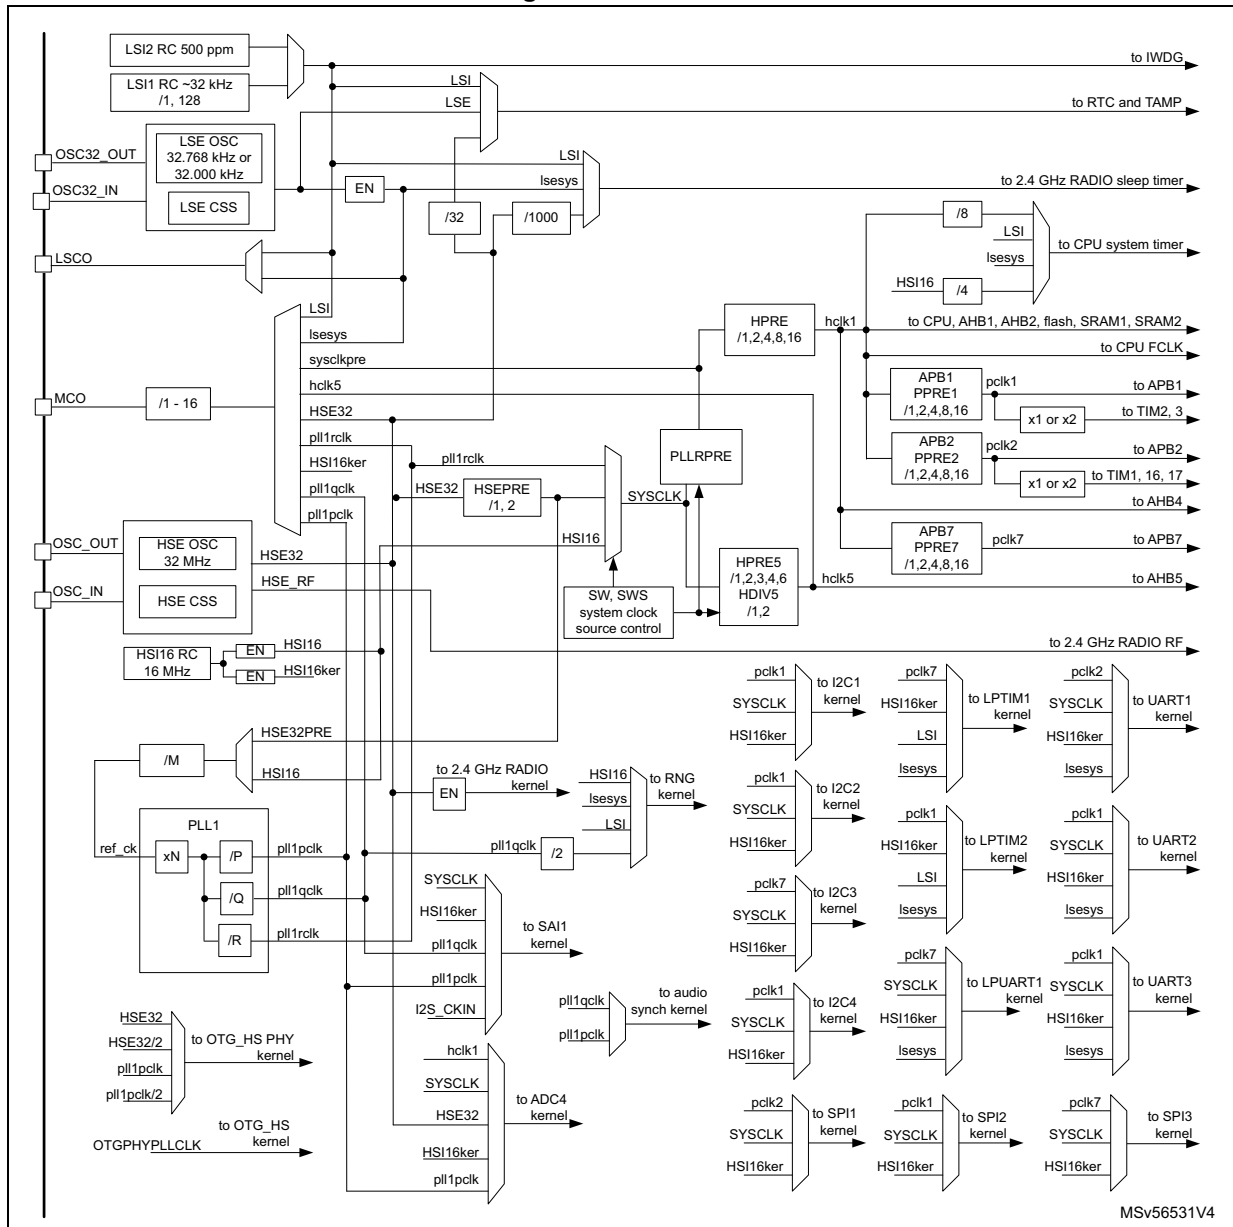 LSI2 RC 500 ppm
LSI1 RC ~32 kHz
/1, 128
LSI
LSE
to IWDG
to RTC and TAMP
OSC32_OUT
OSC32_IN
LSE OSC
32.768 kHz or
32.000 kHz
LSE CSS
EN
LSI
lsesys
to 2.4 GHz RADIO sleep timer
/32
/1000
/8
LSI
lsesys
HSI16
/4
to CPU system timer
LSCO
LSI
lsesys
sysclkpre
hclk5
HSE32
pll1rclk
HSI16ker
pll1qclk
pll1pclk
MCO
/1 - 16
HPRE
/1,2,4,8,16
hclk1
to CPU, AHB1, AHB2, flash, SRAM1, SRAM2
to CPU FCLK
APB1
PPRE1
/1,2,4,8,16
pclk1
to APB1
x1 or x2
to TIM2, 3
APB2
PPRE2
/1,2,4,8,16
pclk2
to APB2
x1 or x2
to TIM1, 16, 17
to AHB4
APB7
PPRE7
/1,2,4,8,16
pclk7
to APB7
PLLRPRE
pll1rclk
HSE32
HSEPRE
/1, 2
HSI16
SYSCLK
SW, SWS
system clock
source control
HPRE5
/1,2,3,4,6
HDIV5
/1,2
hclk5
to AHB5
OSC_OUT
OSC_IN
HSE OSC
32 MHz
HSE CSS
HSE32
HSE_RF
to 2.4 GHz RADIO RF
HSI16 RC
16 MHz
EN
HSI16
EN
HSI16ker
/M
HSE32PRE
HSI16
PLL1
ref_ck
xN
/P
pll1pclk
/Q
pll1qclk
/R
pll1rclk
to 2.4 GHz RADIO
kernel
EN
HSI16
lsesys
LSI
pll1qclk
/2
to RNG
kernel
SYSCLK
HSI16ker
pll1qclk
pll1pclk
I2S_CKIN
to SAI1
kernel
pll1qclk
pll1pclk
to audio
synch kernel
HSE32
HSE32/2
pll1pclk
pll1pclk/2
to OTG_HS PHY
kernel
OTGPHYPLLCLK
to OTG_HS
kernel
hclk1
SYSCLK
HSE32
HSI16ker
pll1pclk
to ADC4
kernel
pclk1
SYSCLK
HSI16ker
to I2C1
kernel
pclk7
HSI16ker
LSI
lsesys
to LPTIM1
kernel
pclk2
SYSCLK
HSI16ker
lsesys
to UART1
kernel
pclk1
SYSCLK
HSI16ker
to I2C2
kernel
pclk1
HSI16ker
LSI
lsesys
to LPTIM2
kernel
pclk1
SYSCLK
HSI16ker
lsesys
to UART2
kernel
pclk7
SYSCLK
HSI16ker
to I2C3
kernel
pclk1
SYSCLK
HSI16ker
to I2C4
kernel
pclk7
SYSCLK
HSI16ker
lsesys
to LPUART1
kernel
pclk1
SYSCLK
HSI16ker
lsesys
to UART3
kernel
pclk2
SYSCLK
HSI16ker
to SPI1
kernel
pclk1
SYSCLK
HSI16ker
to SPI2
kernel
pclk7
SYSCLK
HSI16ker
to SPI3
kernel
MSv56531V4